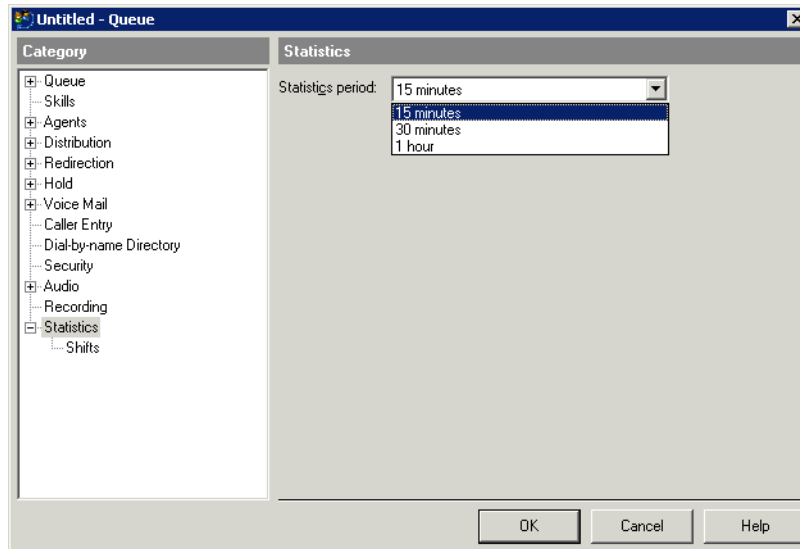 Untitled - Queue
Category
Statistics
Queue
Skills
Agents
Distribution
Redirection
Hold
Voice Mail
Caller Entry
Dial-by-name Directory
Security
Audio
Recording
Statistics
Shifts
Statistics period: 15 minutes
15 minutes
30 minutes
1 hour
OK Cancel Help